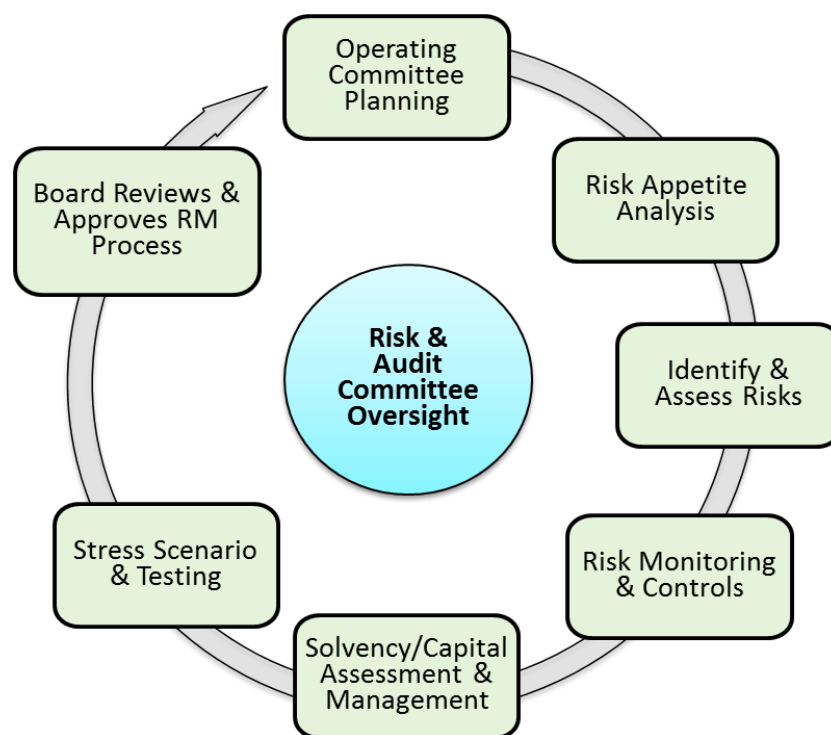 Operating
Committee
Planning
Risk Appetite
Analysis
Identify &
Assess Risks
Risk Monitoring
& Controls
Solvency/Capital
Assessment &
Management
Stress Scenario
& Testing
Board Reviews &
Approves RM
Process
Risk &
Audit
Committee
Oversight